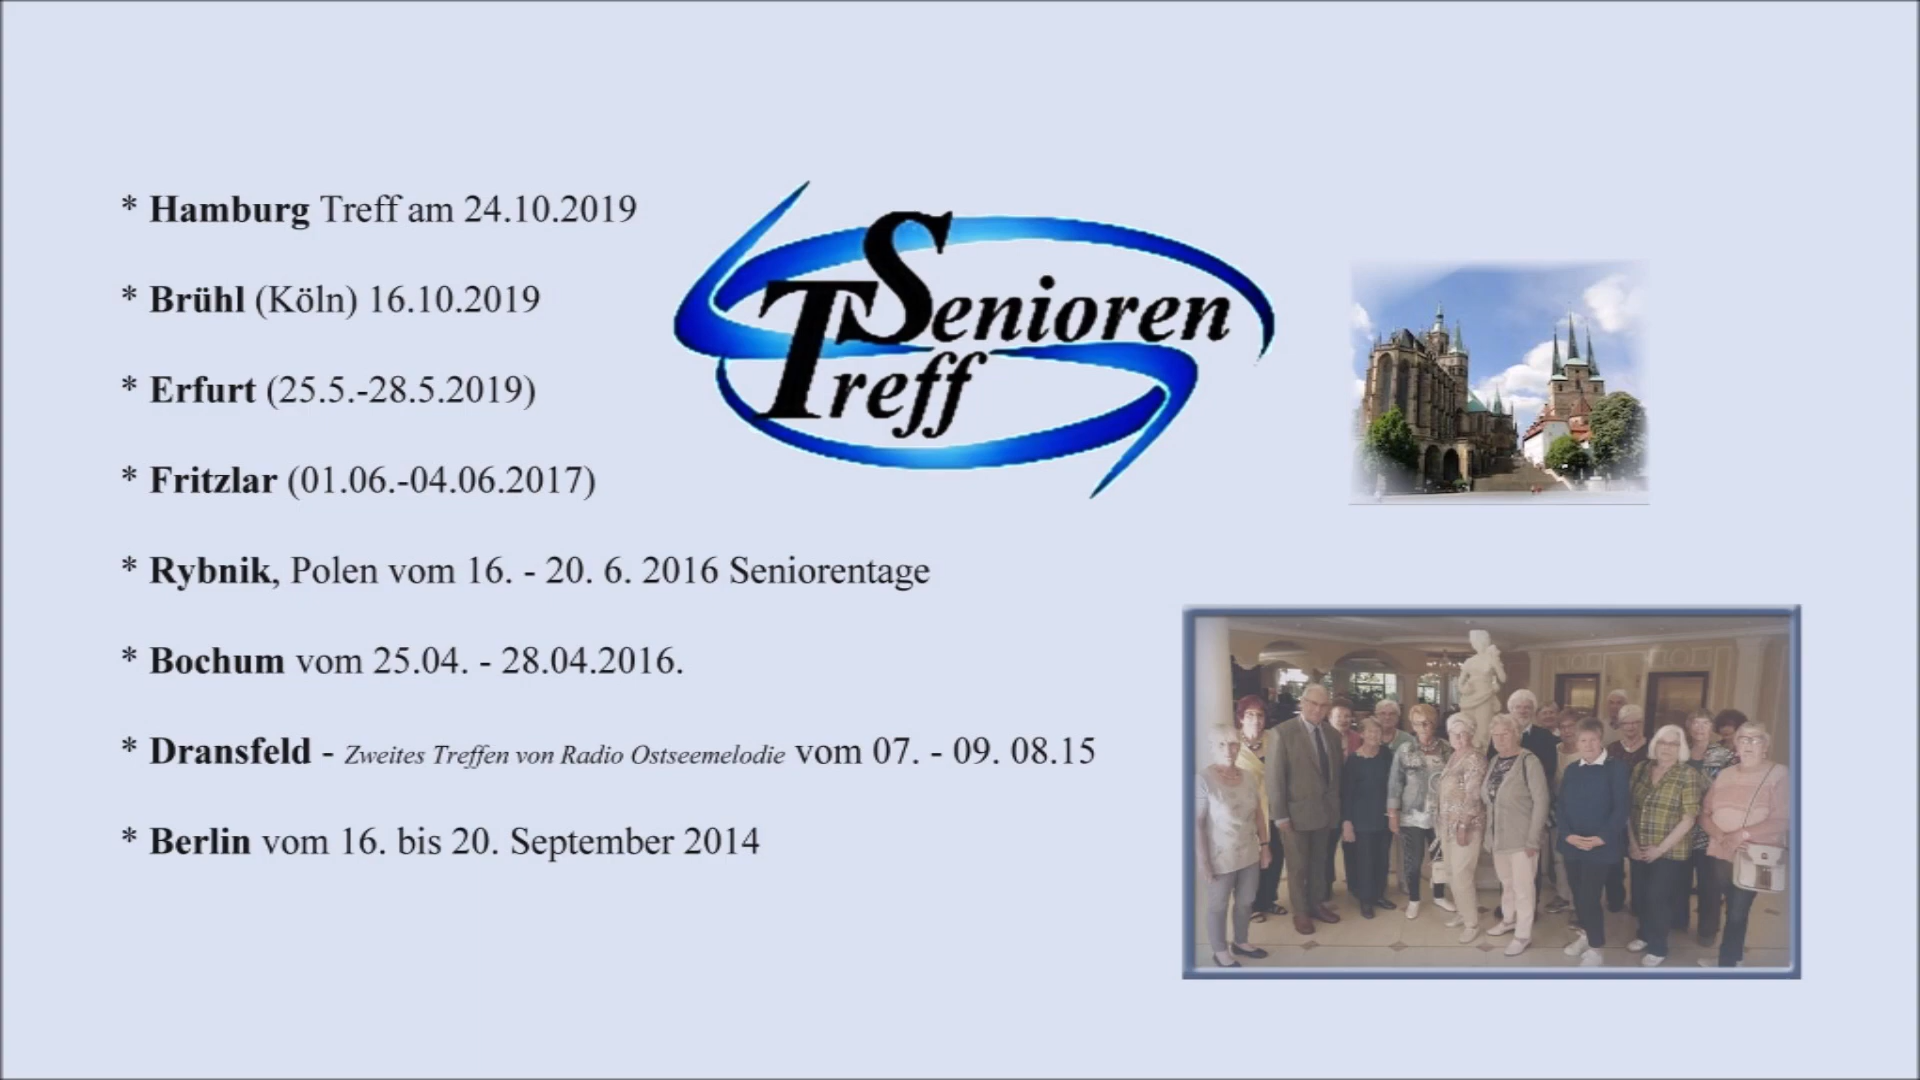 * Hamburg Treff am 24.10.2019
Senioren
Treff
* Brühl (Köln) 16.10.2019
* Erfurt (25.5.-28.5.2019)
* Fritzlar (01.06.-04.06.2017)
* Rybnik, Polen vom 16. - 20. 6. 2016 Seniorentage
* Bochum vom 25.04. - 28.04.2016.
* Dransfeld - Zweites Treffen von Radio Ostseemelodie vom 07. - 09. 08.15
* Berlin vom 16. bis 20. September 2014